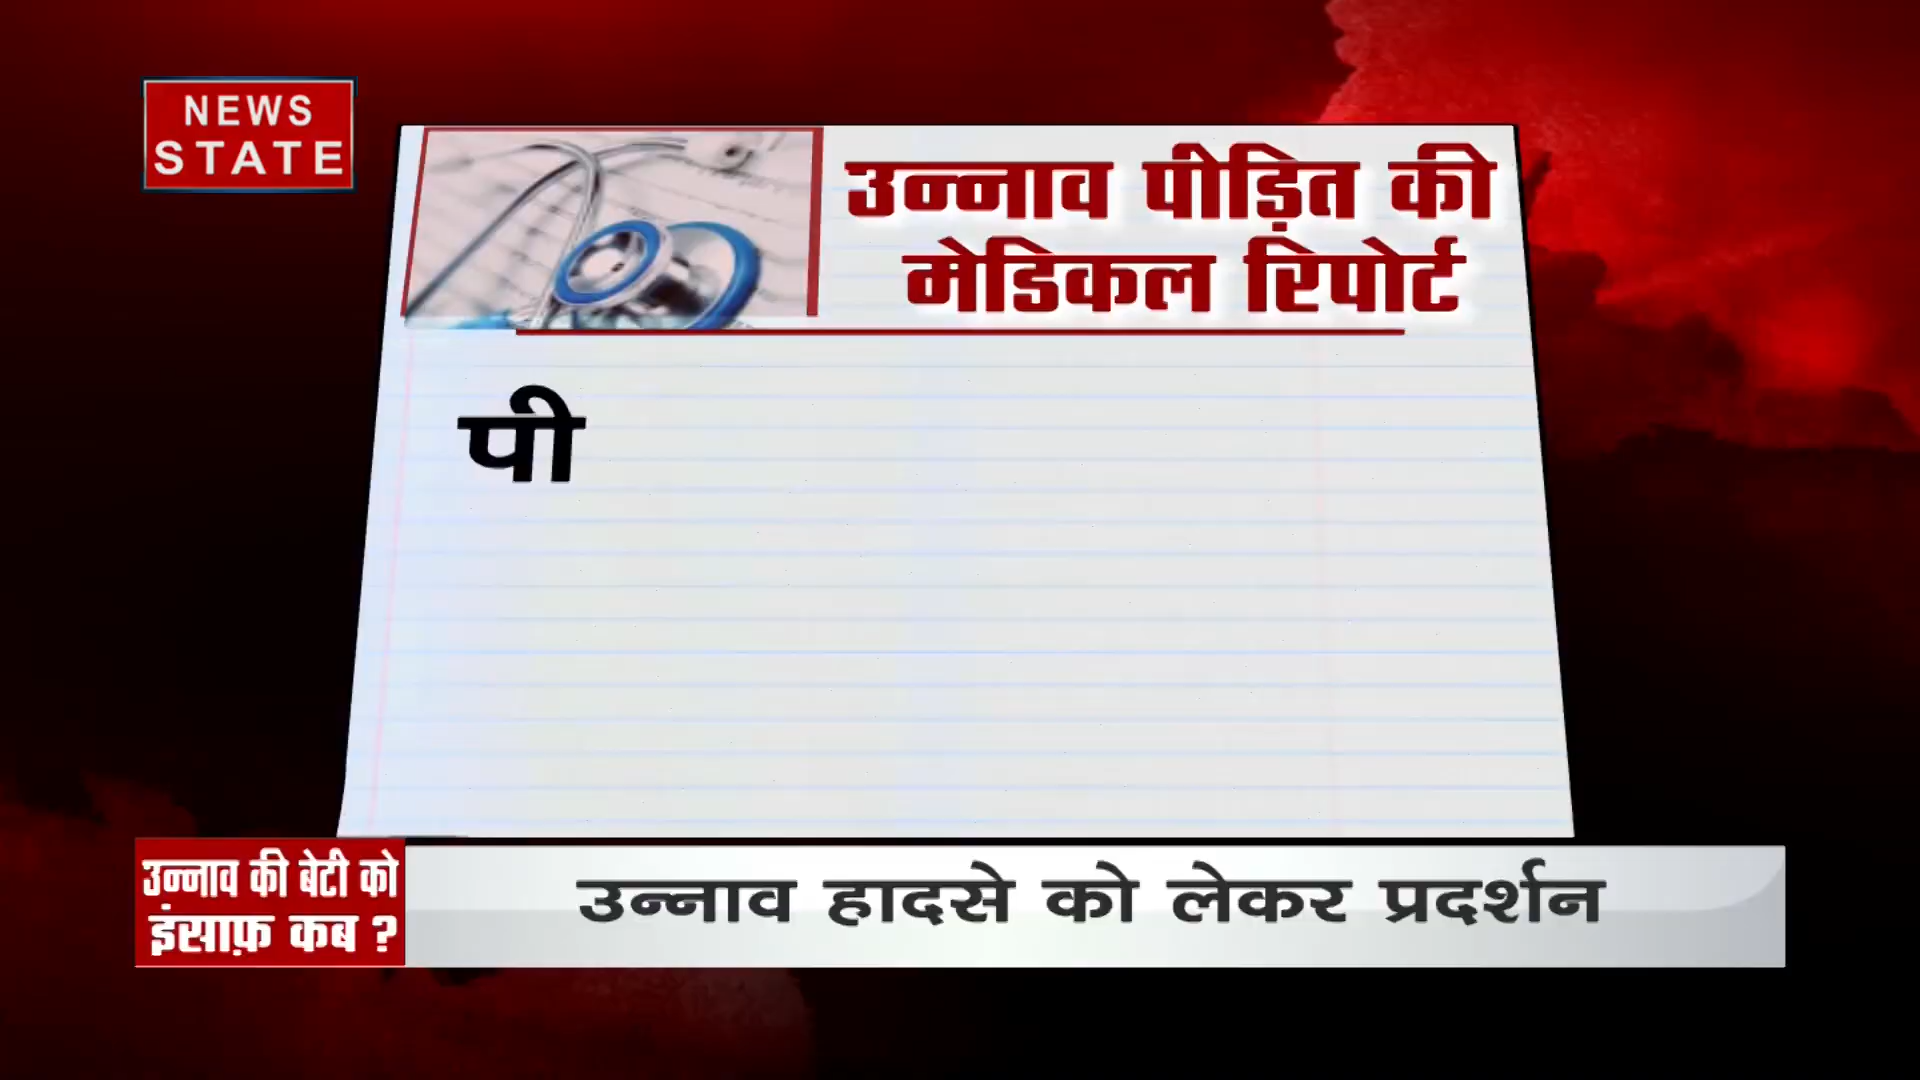 NEWS
STATE
उन्नाव पीड़ित की
मेडिकल रिपोर्ट
पी
उन्नाव की बेटी को
इंसाफ़ कब ?
उन्नाव हादसे को लेकर प्रदर्शन